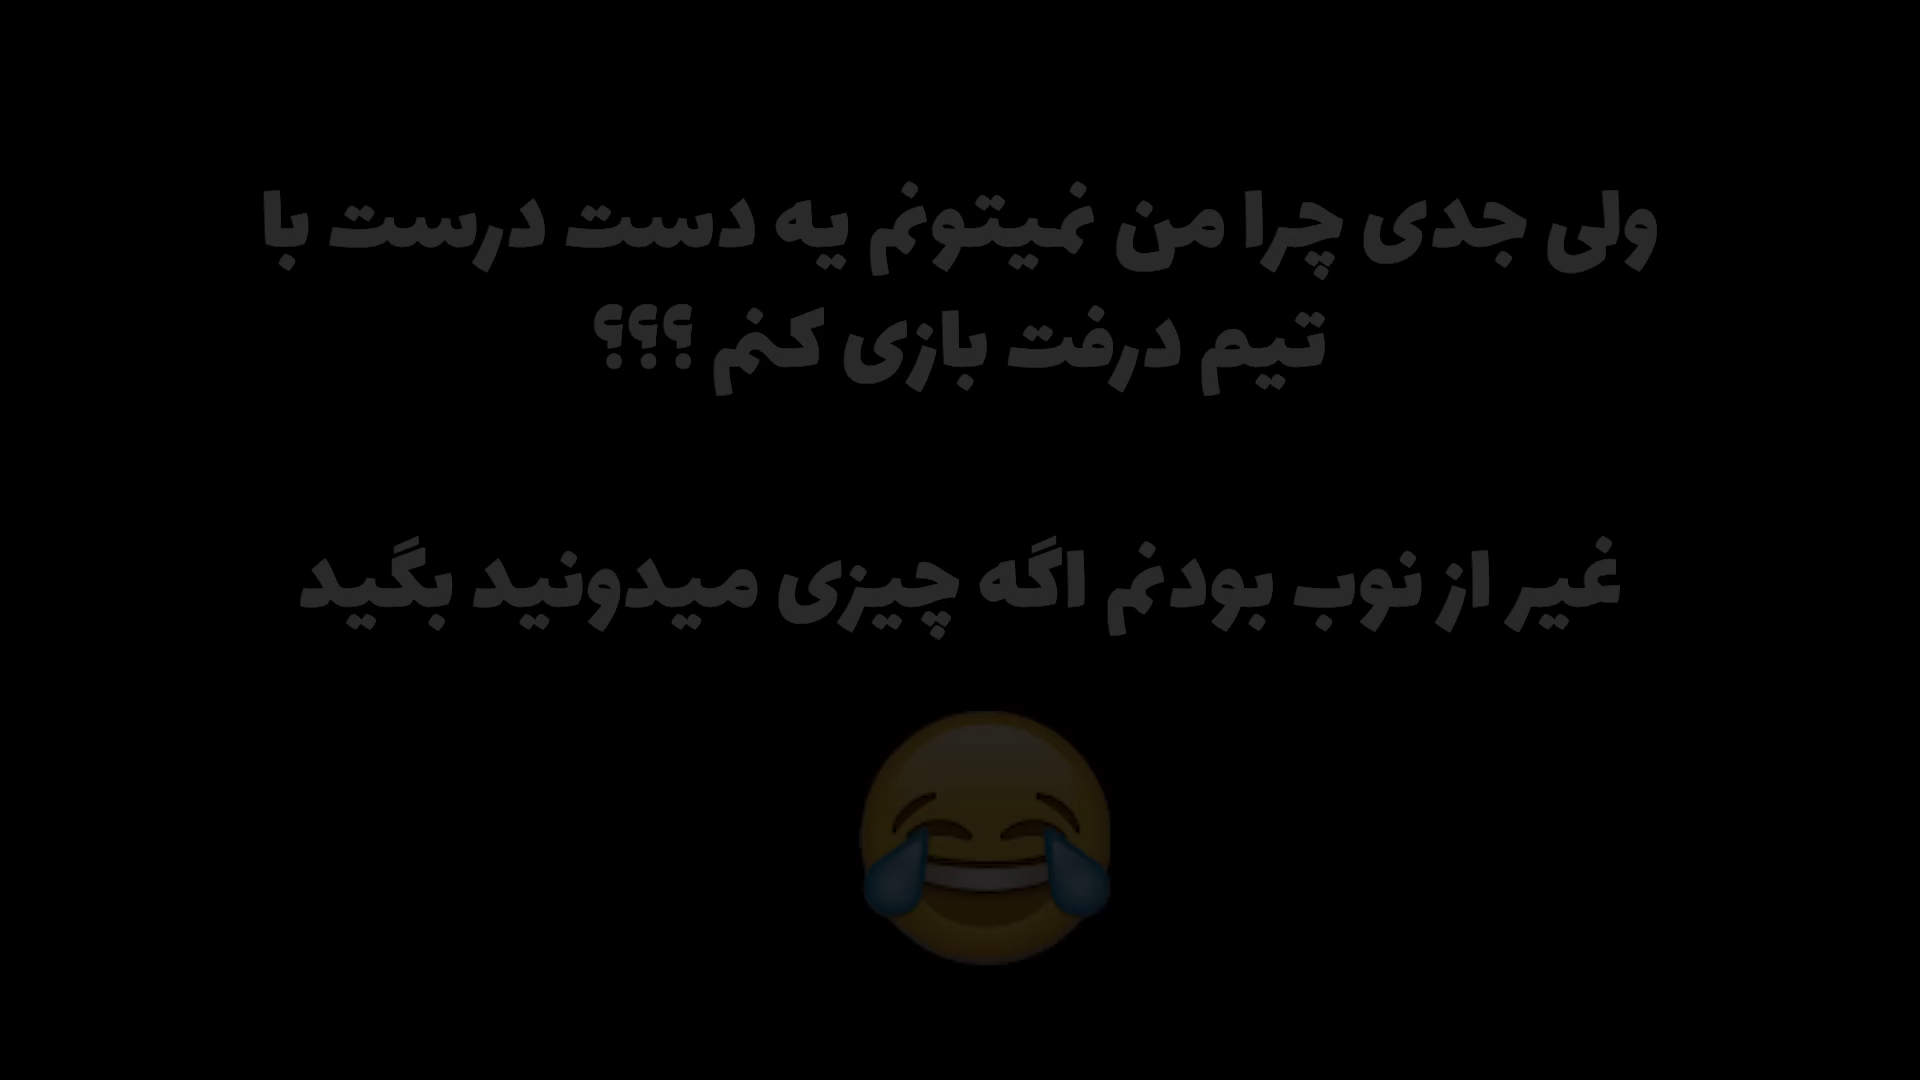 ولی جدی چرا من نمیتونم یه دست درست با
تیم درفت بازی کنم ؟؟؟
غیر از نوب بودنم اگه چیزی میدونید بگید